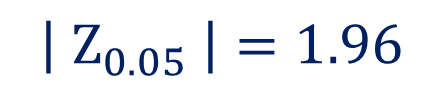 | Z₀.₀₅ | = 1.96